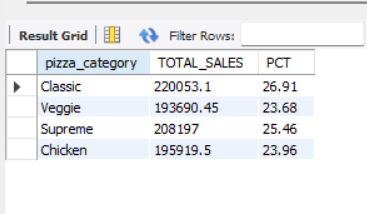 Result Grid Filter Rows:
pizza_category TOTAL_SALES PCT
Classic 220053.1 26.91
Veggie 193690.45 23.68
Supreme 208197 25.46
Chicken 195919.5 23.96